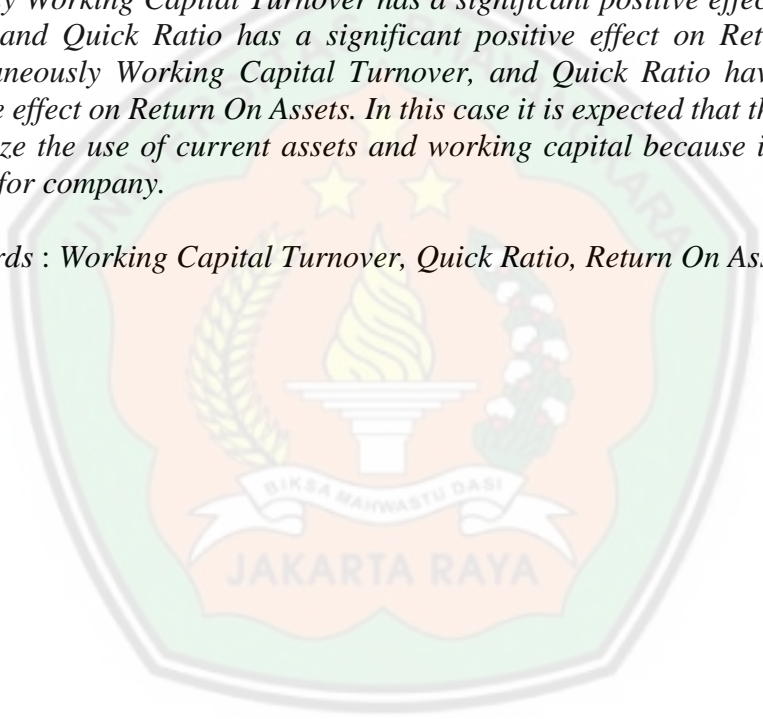 Working Capital Turnover has a significant positive effec
and Quick Ratio has a significant positive effect on Ret
aneously Working Capital Turnover, and Quick Ratio hav
e effect on Return On Assets. In this case it is expected that th
ze the use of current assets and working capital because i
for company.
rds : Working Capital Turnover, Quick Ratio, Return On Ass
BIKSA MAHWASTU DASI
JAKARTA RAYA